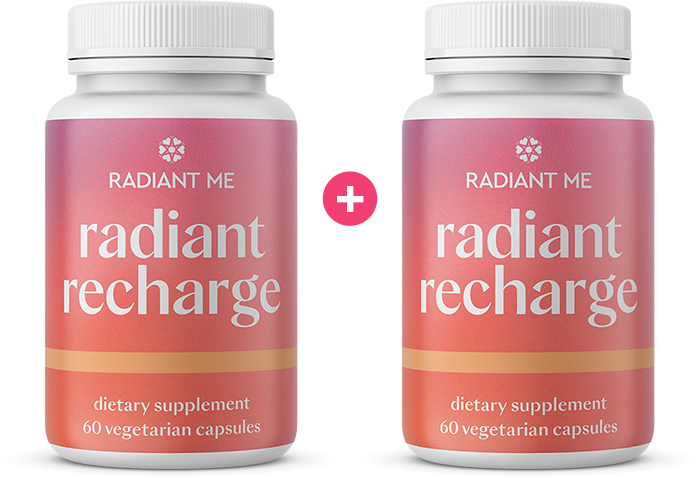 RADIANT ME
radiant
recharge
dietary supplement
60 vegetarian capsules
+
RADIANT ME
radiant
recharge
dietary supplement
60 vegetarian capsules